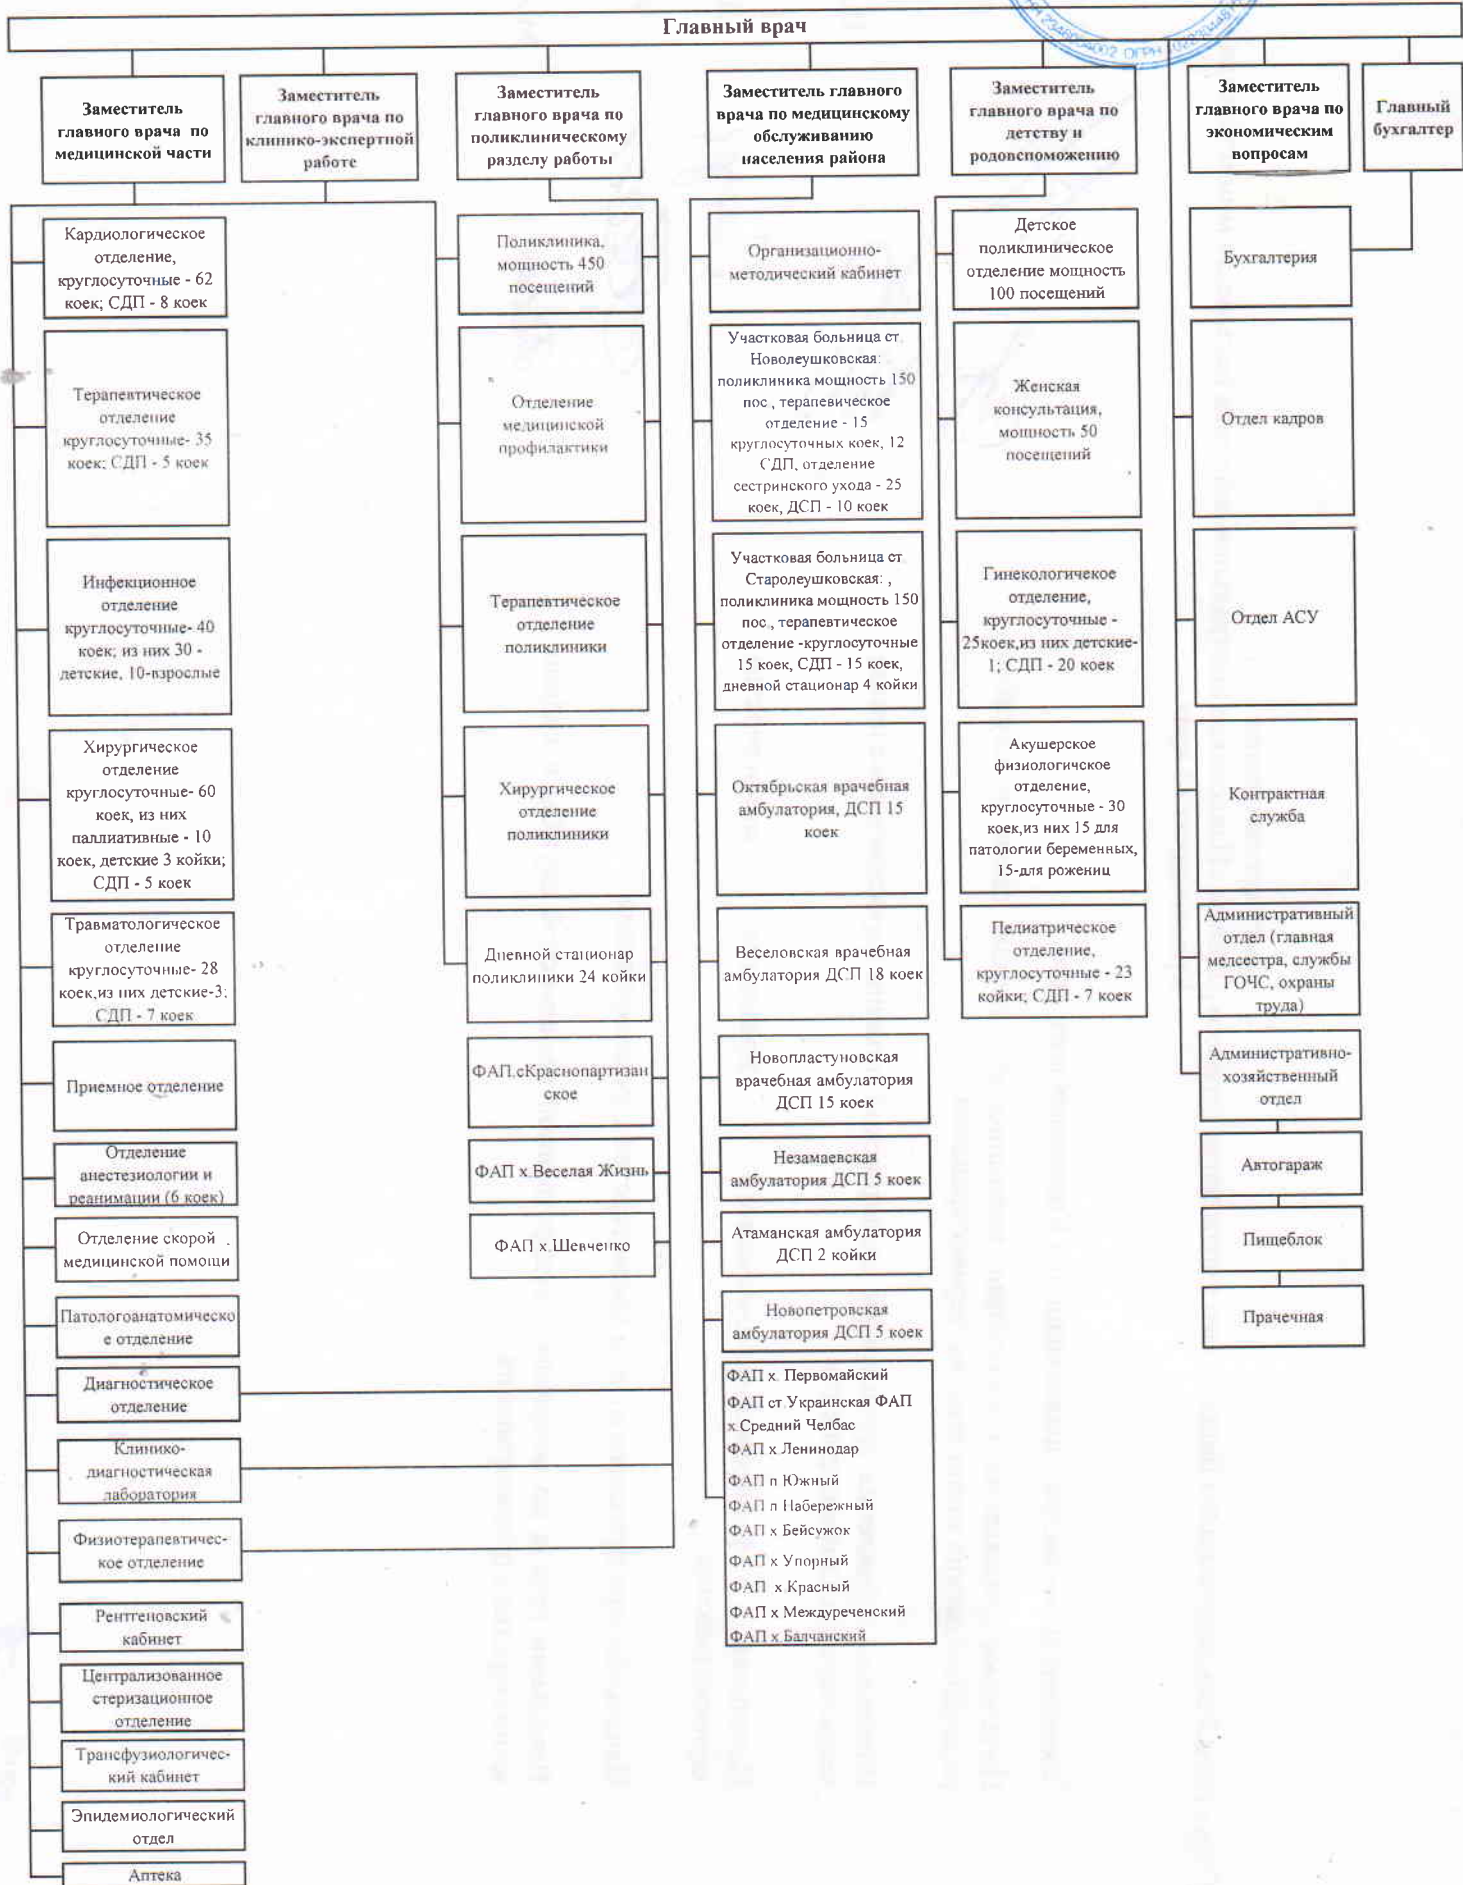 Главный врач
Заместитель
главного врача по
медицинской части
Заместитель
главного врача по
клинико-экспертной
работе
Заместитель
главного врача по
поликлиническому
разделу работы
Заместитель главного
врача по медицинскому
обслуживанию
населения района
Заместитель
главного врача по
детству и
родовспоможению
Заместитель
главного врача по
экономическим
вопросам
Главный
бухгалтер
Кардиологическое
отделение,
круглосуточные - 62
коек; СДП - 8 коек
Терапевтическое
отделение
круглосуточные- 35
коек; СДП - 5 коек
Инфекционное
отделение
круглосуточные- 40
коек; из них 30 -
детские, 10-взрослые
Хирургическое
отделение
круглосуточные- 60
коек, из них
паллиативные - 10
коек, детские 3 койки;
СДП - 5 коек
Травматологическое
отделение
круглосуточные- 28
коек,из них детские-3;
СДП - 7 коек
Приемное отделение
Отделение
анестезиологии и
реанимации (6 коек)
Отделение скорой
медицинской помощи
Патологоанатомическо
е отделение
Диагностическое
отделение
Клинико-
диагностическая
лаборатория
Физиотерапевтичес-
кое отделение
Рентгеновский
кабинет
Централизованное
стеризационное
отделение
Трансфузиологичес-
кий кабинет
Эпидемиологический
отдел
Аптека
Поликлиника,
мощность 450
посещений
Отделение
медицинской
профилактики
Терапевтическое
отделение
поликлиники
Хирургическое
отделение
поликлиники
Дневной стационар
поликлиники 24 койки
ФАП.сКраснопартизан
ское
ФАП х.Веселая Жизнь
ФАП х.Шевченко
Организационно-
методический кабинет
Участковая больница ст.
Новолеушковская:
поликлиника мощность 150
пос., терапевическое
отделение - 15
круглосуточных коек, 12
СДП, отделение
сестринского ухода - 25
коек, ДСП - 10 коек
Участковая больница ст
Старолеушковская: ,
поликлиника мощность 150
пос., терапевтическое
отделение -круглосуточные
15 коек, СДП - 15 коек,
дневной стационар 4 койки
Октябрьская врачебная
амбулатория, ДСП 15
коек
Веселовская врачебная
амбулатория ДСП 18 коек
Новопластуновская
врачебная амбулатория
ДСП 15 коек
Незамаевская
амбулатория ДСП 5 коек
Атаманская амбулатория
ДСП 2 койки
Новопетровская
амбулатория ДСП 5 коек
ФАП х. Первомайский
ФАП ст.Украинская ФАП
х.Средний Челбас
ФАП х Ленинодар
ФАП п Южный
ФАП п Набережный
ФАП х Бейсужок
ФАП х Упорный
ФАП х Красный
ФАП х Междуреченский
ФАП х.Балчанский
Детское
поликлиническое
отделение мощность
100 посещений
Женская
консультация,
мощность 50
посещений
Гинекологичекое
отделение,
круглосуточные -
25коек,из них детские-
1; СДП - 20 коек
Акушерское
физиологичское
отделение,
круглосуточные - 30
коек,из них 15 для
патологии беременных,
15-для рожениц
Педиатрическое
отделение,
круглосуточные - 23
койки; СДП - 7 коек
Бухгалтерия
Отдел кадров
Отдел АСУ
Контрактная
служба
Административный
отдел (главная
медсестра, службы
ГОЧС, охраны
труда)
Административно-
хозяйственный
отдел
Автогараж
Пищеблок
Прачечная